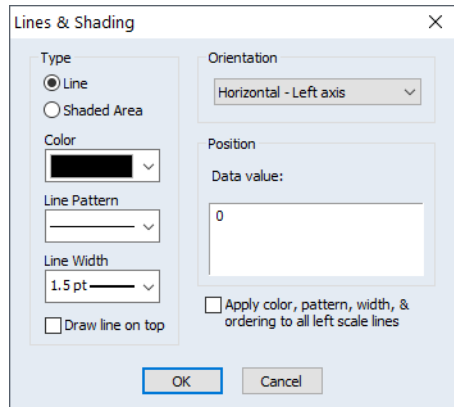 Lines & Shading
Type
Line
Shaded Area
Color
Line Pattern
Line Width
1.5 pt
Draw line on top
Orientation
Horizontal - Left axis
Position
Data value:
0
Apply color, pattern, width, &
ordering to all left scale lines
OK
Cancel